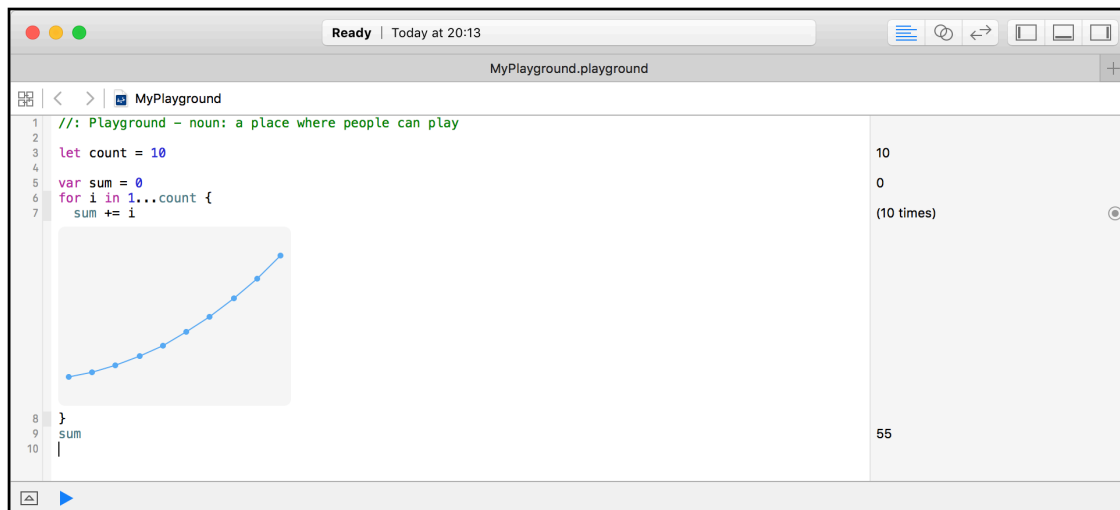 Ready | Today at 20:13
MyPlayground.playground
MyPlayground
1 //: Playground – noun: a place where people can play
2
3 let count = 10 10
4
5 var sum = 0 0
6 for i in 1...count {
7 sum += i (10 times)
8 }
9 sum 55
10